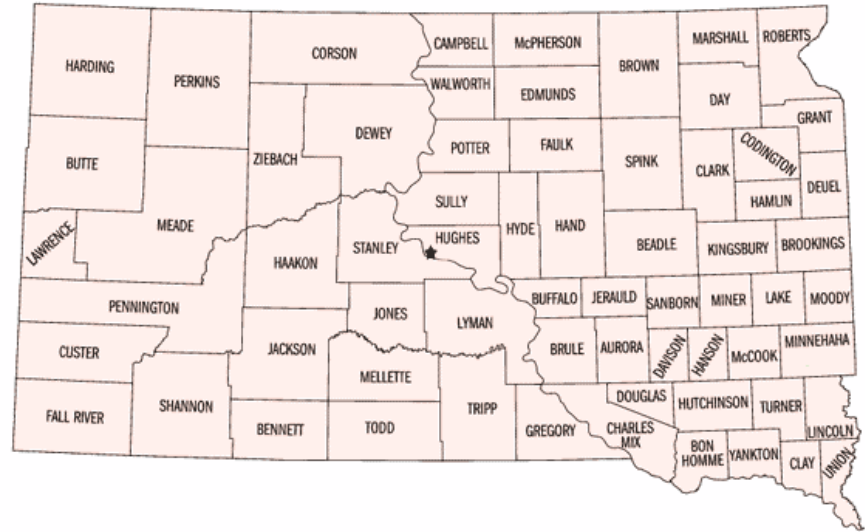 HARDING
PERKINS
CORSON
CAMPBELL
McPHERSON
BROWN
MARSHALL
ROBERTS
WALWORTH
EDMUNDS
DAY
GRANT
BUTTE
ZIEBACH
DEWEY
POTTER
FAULK
SPINK
CLARK
CODINGTON
HAMLIN
DEUEL
LAWRENCE
MEADE
SULLY
HYDE
HAND
HAAKON
STANLEY
HUGHES
BEADLE
KINGSBURY
BROOKINGS
PENNINGTON
JONES
LYMAN
BUFFALO
JERAULD
SANBORN
MINER
LAKE
MOODY
CUSTER
JACKSON
BRULE
AURORA
DAVISON
HANSON
McCOOK
MINNEHAHA
MELLETTE
FALL RIVER
SHANNON
BENNETT
TODD
TRIPP
GREGORY
CHARLES
MIX
DOUGLAS
HUTCHINSON
TURNER
LINCOLN
BON
HOMME
YANKTON
CLAY
UNION